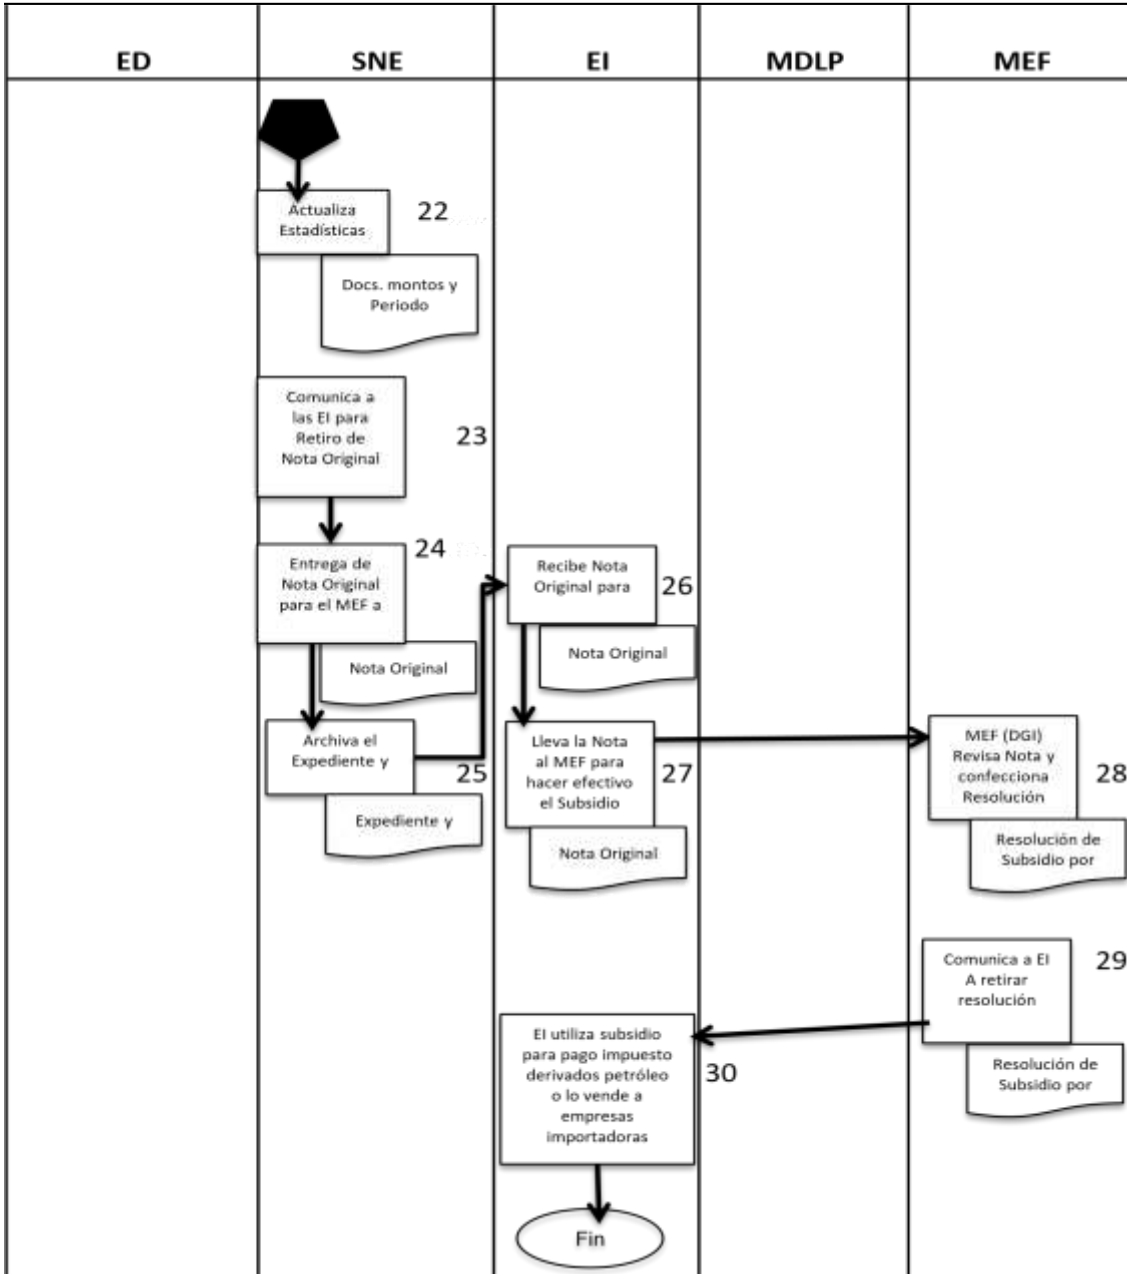 ED
SNE
EI
MDLP
MEF
Actualiza
Estadísticas
22
Docs. montos y
Periodo
Comunica a
las EI para
Retiro de
Nota Original
23
Entrega de
Nota Original
para el MEF a
24
Nota Original
Archiva el
Expediente y
25
Expediente y
Recibe Nota
Original para
26
Nota Original
Lleva la Nota
al MEF para
hacer efectivo
el Subsidio
27
Nota Original
MEF (DGI)
Revisa Nota y
confecciona
Resolución
28
Resolución de
Subsidio por
Comunica a EI
A retirar
resolución
29
Resolución de
Subsidio por
EI utiliza subsidio
para pago impuesto
derivados petróleo
o lo vende a
empresas
importadoras
30
Fin